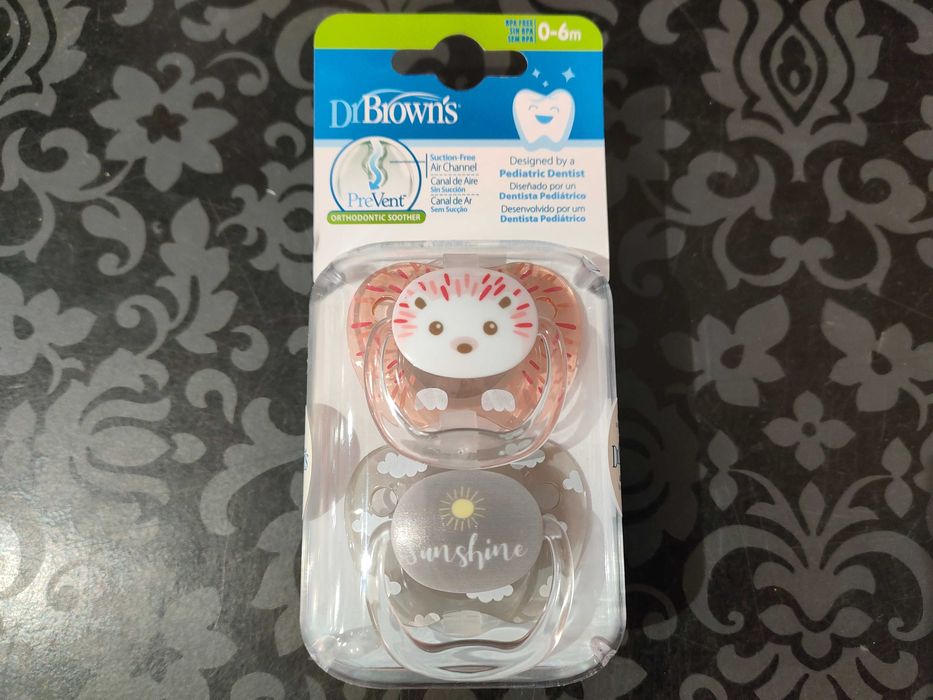 BPA FREE
SIN BPA
SEM BPA
0-6m
Dr Brown's
PreVent™
ORTHODONTIC SOOTHER
Suction-Free
Air Channel
Canal de Aire
Sin Succión
Canal de Ar
Sem Sucção
Designed by a
Pediatric Dentist
Diseñado por un
Dentista Pediátrico
Desenvolvido por um
Dentista Pediátrico
Sunshine